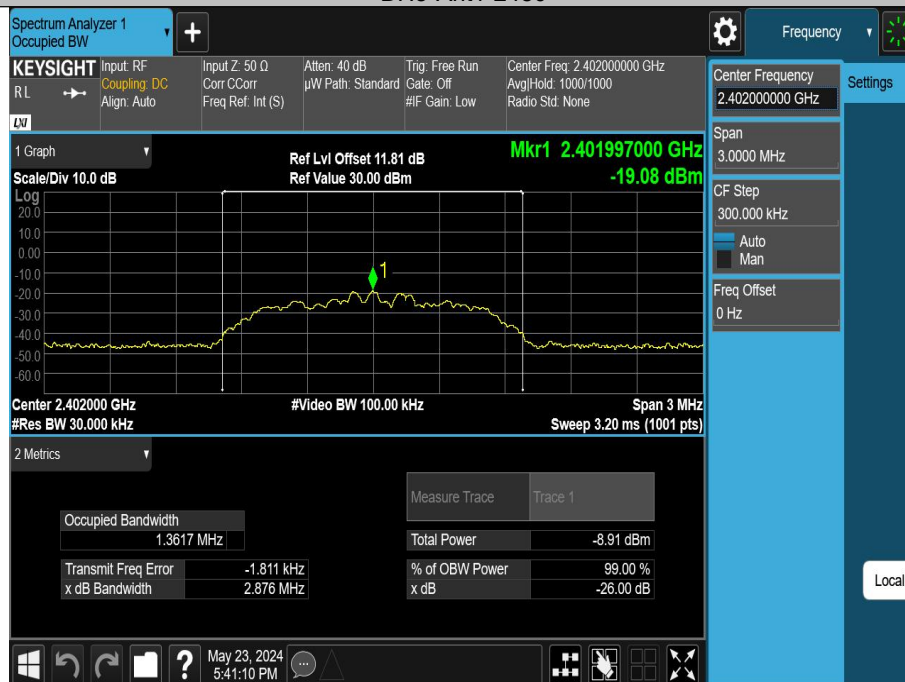 Spectrum Analyzer 1
Occupied BW
+
Frequency
KEYSIGHT
RL
LXI
Input: RF
Coupling: DC
Align: Auto
Input Z: 50 Ω
Corr CCorr
Freq Ref: Int (S)
Atten: 40 dB
µW Path: Standard
Trig: Free Run
Gate: Off
#IF Gain: Low
Center Freq: 2.402000000 GHz
Avg|Hold: 1000/1000
Radio Std: None
Center Frequency
2.402000000 GHz
Settings
Span
3.0000 MHz
CF Step
300.000 kHz
Auto
Man
Freq Offset
0 Hz
Local
1 Graph
Scale/Div 10.0 dB
Ref Lvl Offset 11.81 dB
Ref Value 30.00 dBm
Mkr1 2.401997000 GHz
-19.08 dBm
Log
20.0
10.0
0.00
-10.0
-20.0
-30.0
-40.0
-50.0
-60.0
1
Center 2.402000 GHz
#Res BW 30.000 kHz
#Video BW 100.00 kHz
Span 3 MHz
Sweep 3.20 ms (1001 pts)
2 Metrics
Measure Trace Trace 1
Occupied Bandwidth
1.3617 MHz
Total Power -8.91 dBm
Transmit Freq Error -1.811 kHz
% of OBW Power 99.00 %
x dB Bandwidth 2.876 MHz
x dB -26.00 dB
?
May 23, 2024
5:41:10 PM